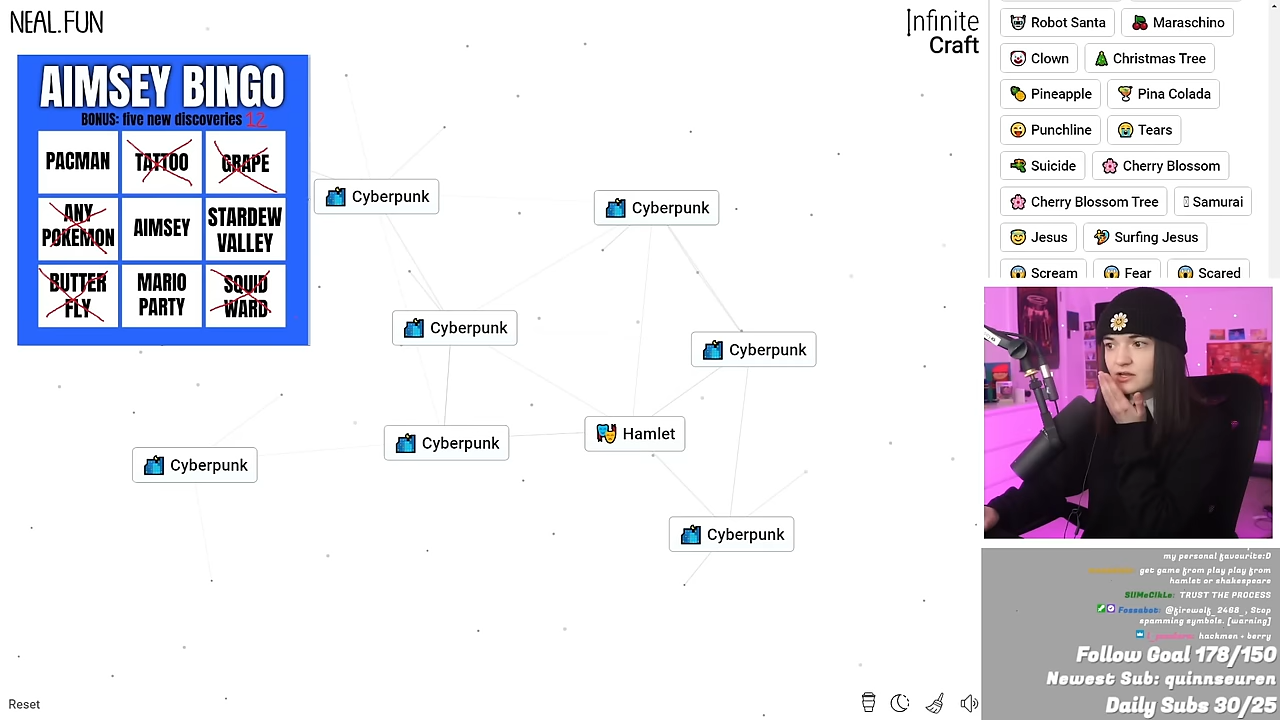 NEAL.FUN
Infinite
Craft
AIMSEY BINGO
BONUS: five new discoveries 12
PACMAN
TATTOO
GRAPE
ANY
POKEMON
AIMSEY
STARDEW
VALLEY
BUTTER
FLY
MARIO
PARTY
SQUID
WARD
Cyberpunk
Cyberpunk
Cyberpunk
Cyberpunk
Hamlet
Cyberpunk
Cyberpunk
Cyberpunk
Reset
Robot Santa
Maraschino
Clown
Christmas Tree
Pineapple
Pina Colada
Punchline
Tears
Suicide
Cherry Blossom
Cherry Blossom Tree
Samurai
Jesus
Surfing Jesus
Scream
Fear
Scared
my personal favourite:D
get game from play play from
hamlet or shakespeare
SliMeCikLe: TRUST THE PROCESS
Fossabot: @firewolf_2468_, Stop
spamming symbols. [warning]
hackmon + berry
Follow Goal 178/150
Newest Sub: quinnseuren
Daily Subs 30/25